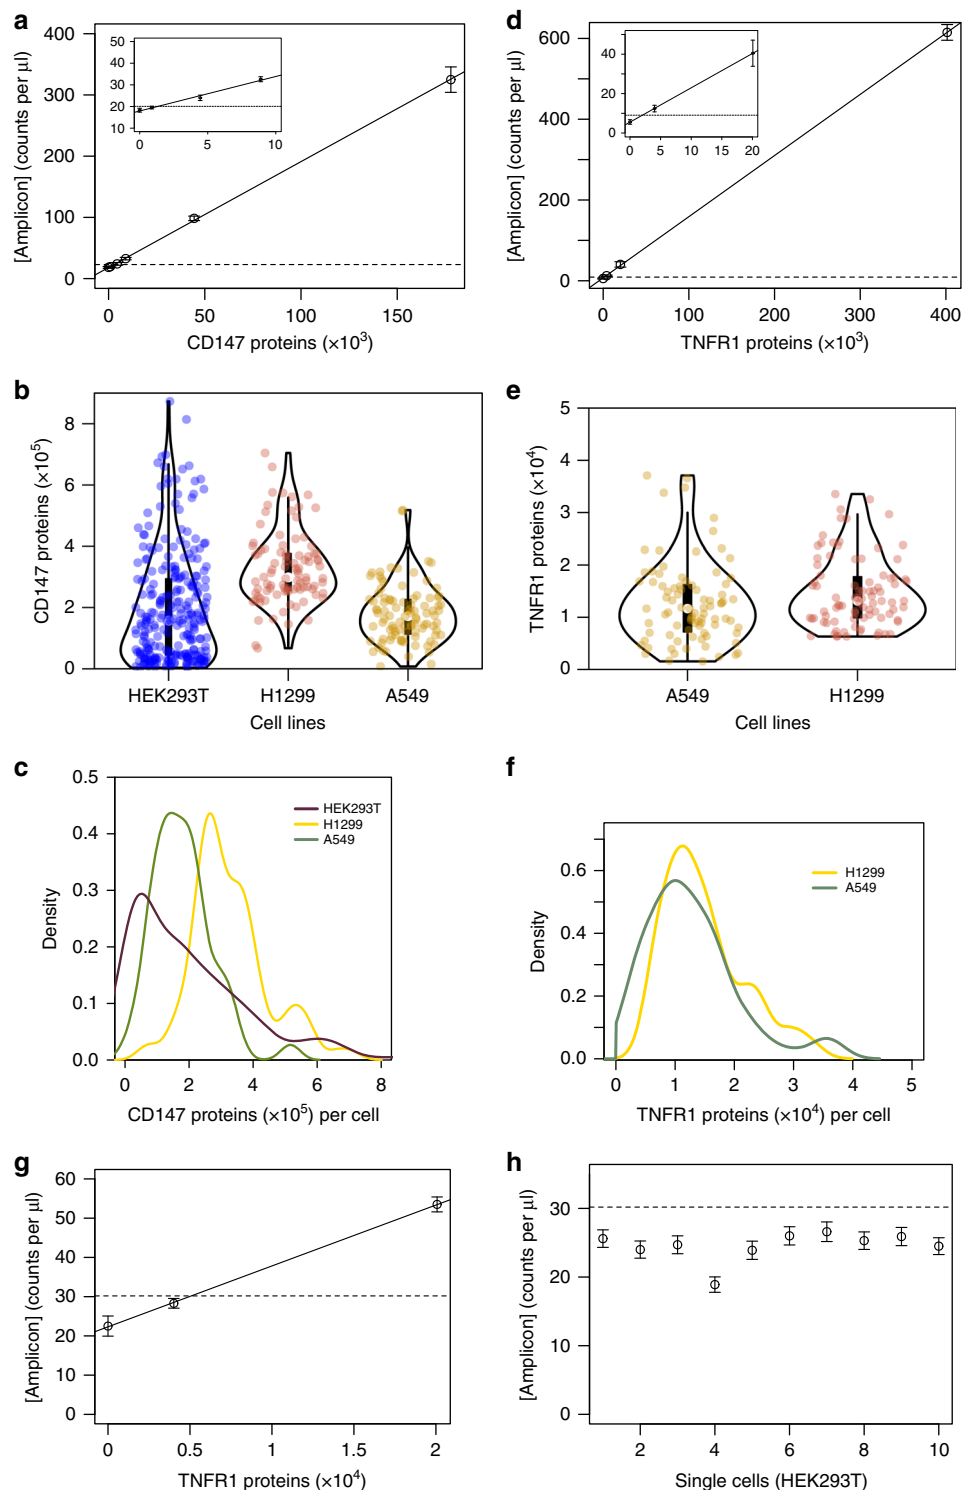 a
[Amplicon] (counts per µl)
400
300
200
100
0
50
40
30
20
10
0 5 10
0 50 100 150
CD147 proteins (×10³)
d
[Amplicon] (counts per µl)
600
400
200
0
40
20
0
0 5 10 15 20
0 100 200 300 400
TNFR1 proteins (×10³)
b
CD147 proteins (×10⁵)
8
6
4
2
0
HEK293T H1299 A549
Cell lines
e
TNFR1 proteins (×10⁴)
5
4
3
2
1
0
A549 H1299
Cell lines
c
Density
0.5
0.4
0.3
0.2
0.1
0.0
HEK293T
H1299
A549
0 2 4 6 8
CD147 proteins (×10⁵) per cell
f
Density
0.6
0.4
0.2
0.0
H1299
A549
0 1 2 3 4 5
TNFR1 proteins (×10⁴) per cell
g
[Amplicon] (counts per µl)
60
50
40
30
20
10
0
0 0.5 1 1.5 2
TNFR1 proteins (×10⁴)
h
[Amplicon] (counts per µl)
30
20
10
0
2 4 6 8 10
Single cells (HEK293T)